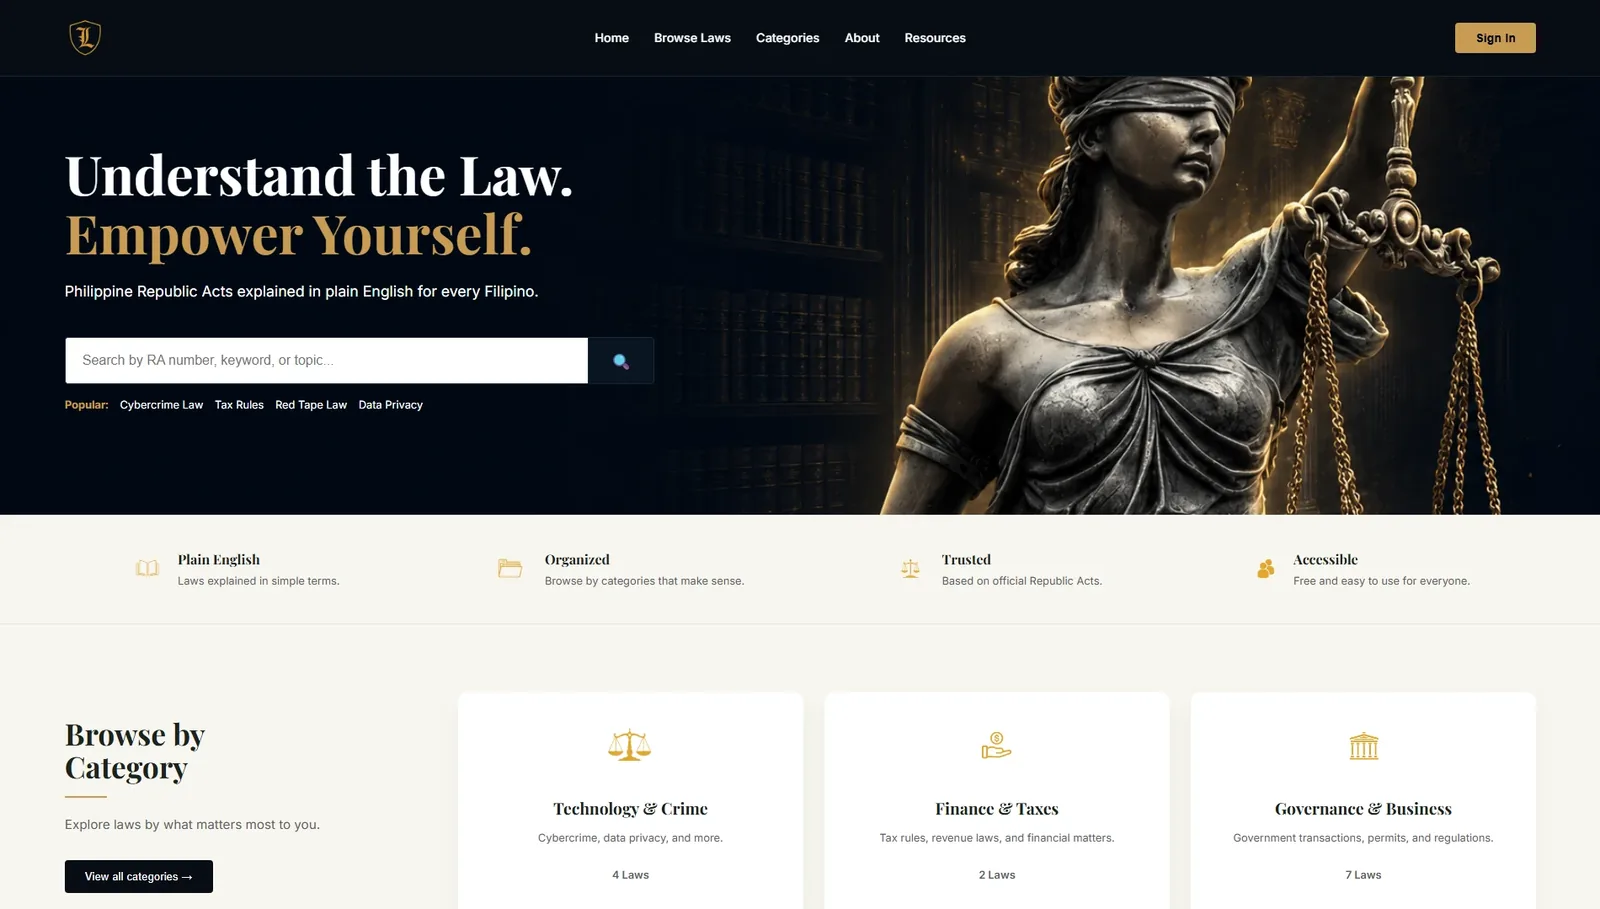 L
Home
Browse Laws
Categories
About
Resources
Sign In
Understand the Law.
Empower Yourself.
Philippine Republic Acts explained in plain English for every Filipino.
Search by RA number, keyword, or topic...
Popular: Cybercrime Law Tax Rules Red Tape Law Data Privacy
Plain English
Laws explained in simple terms.
Organized
Browse by categories that make sense.
Trusted
Based on official Republic Acts.
Accessible
Free and easy to use for everyone.
Browse by
Category
Explore laws by what matters most to you.
View all categories →
Technology & Crime
Cybercrime, data privacy, and more.
4 Laws
Finance & Taxes
Tax rules, revenue laws, and financial matters.
2 Laws
Governance & Business
Government transactions, permits, and regulations.
7 Laws